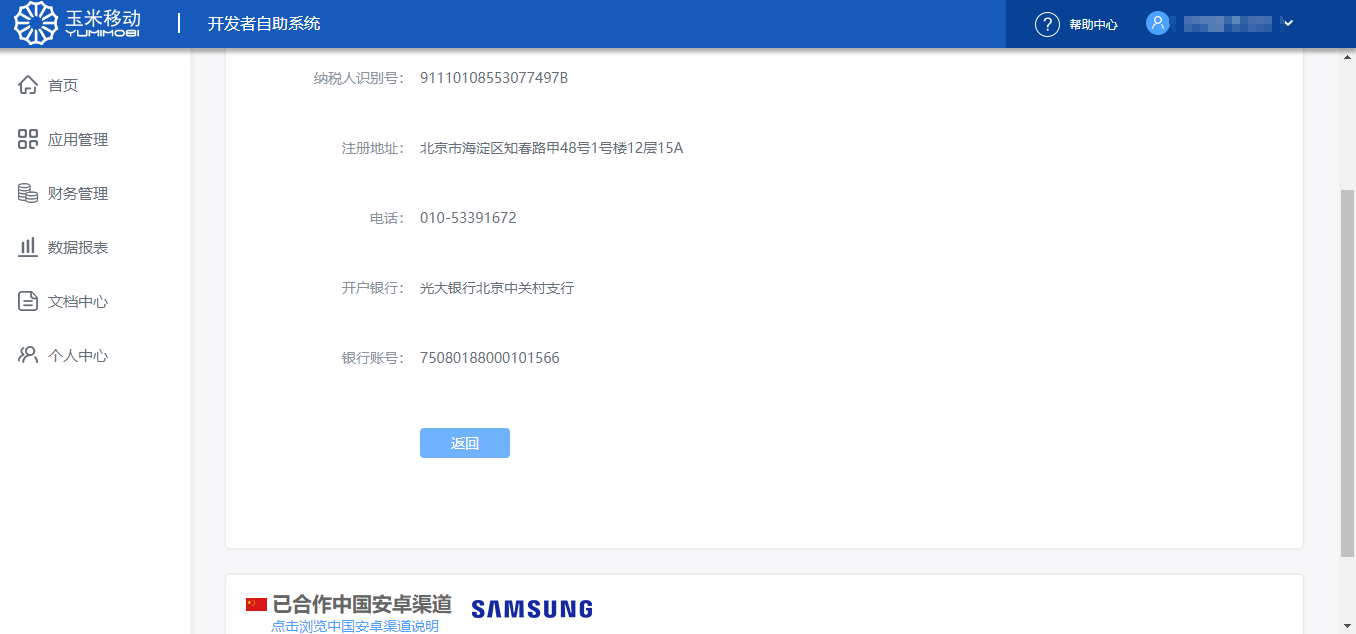 玉米移动
YUMIMOBI
开发者自助系统
帮助中心
首页
应用管理
财务管理
数据报表
文档中心
个人中心
纳税人识别号： 91110108553077497B
注册地址： 北京市海淀区知春路甲48号1号楼12层15A
电话： 010-53391672
开户银行： 光大银行北京中关村支行
银行账号： 75080188000101566
返回
已合作中国安卓渠道
点击浏览中国安卓渠道说明
SAMSUNG